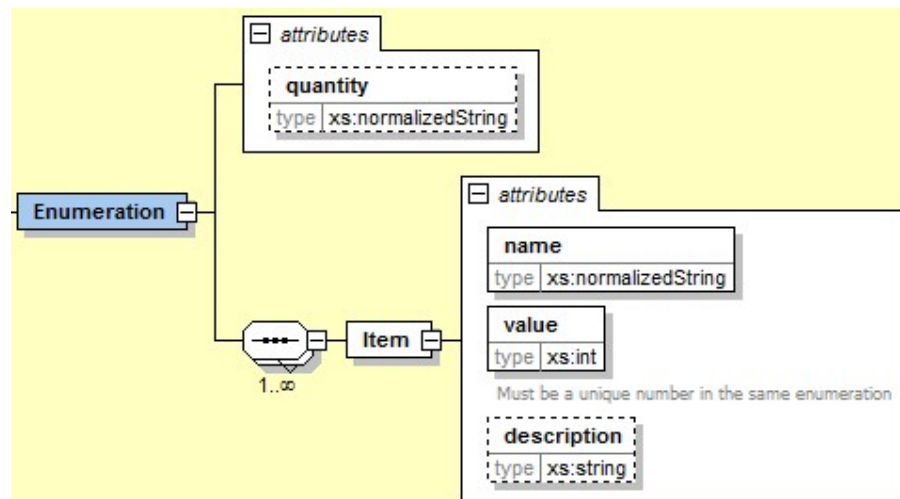 attributes
quantity
type xs:normalizedString
Enumeration
attributes
name
type xs:normalizedString
Item
value
type xs:int
1..∞
Must be a unique number in the same enumeration
description
type xs:string